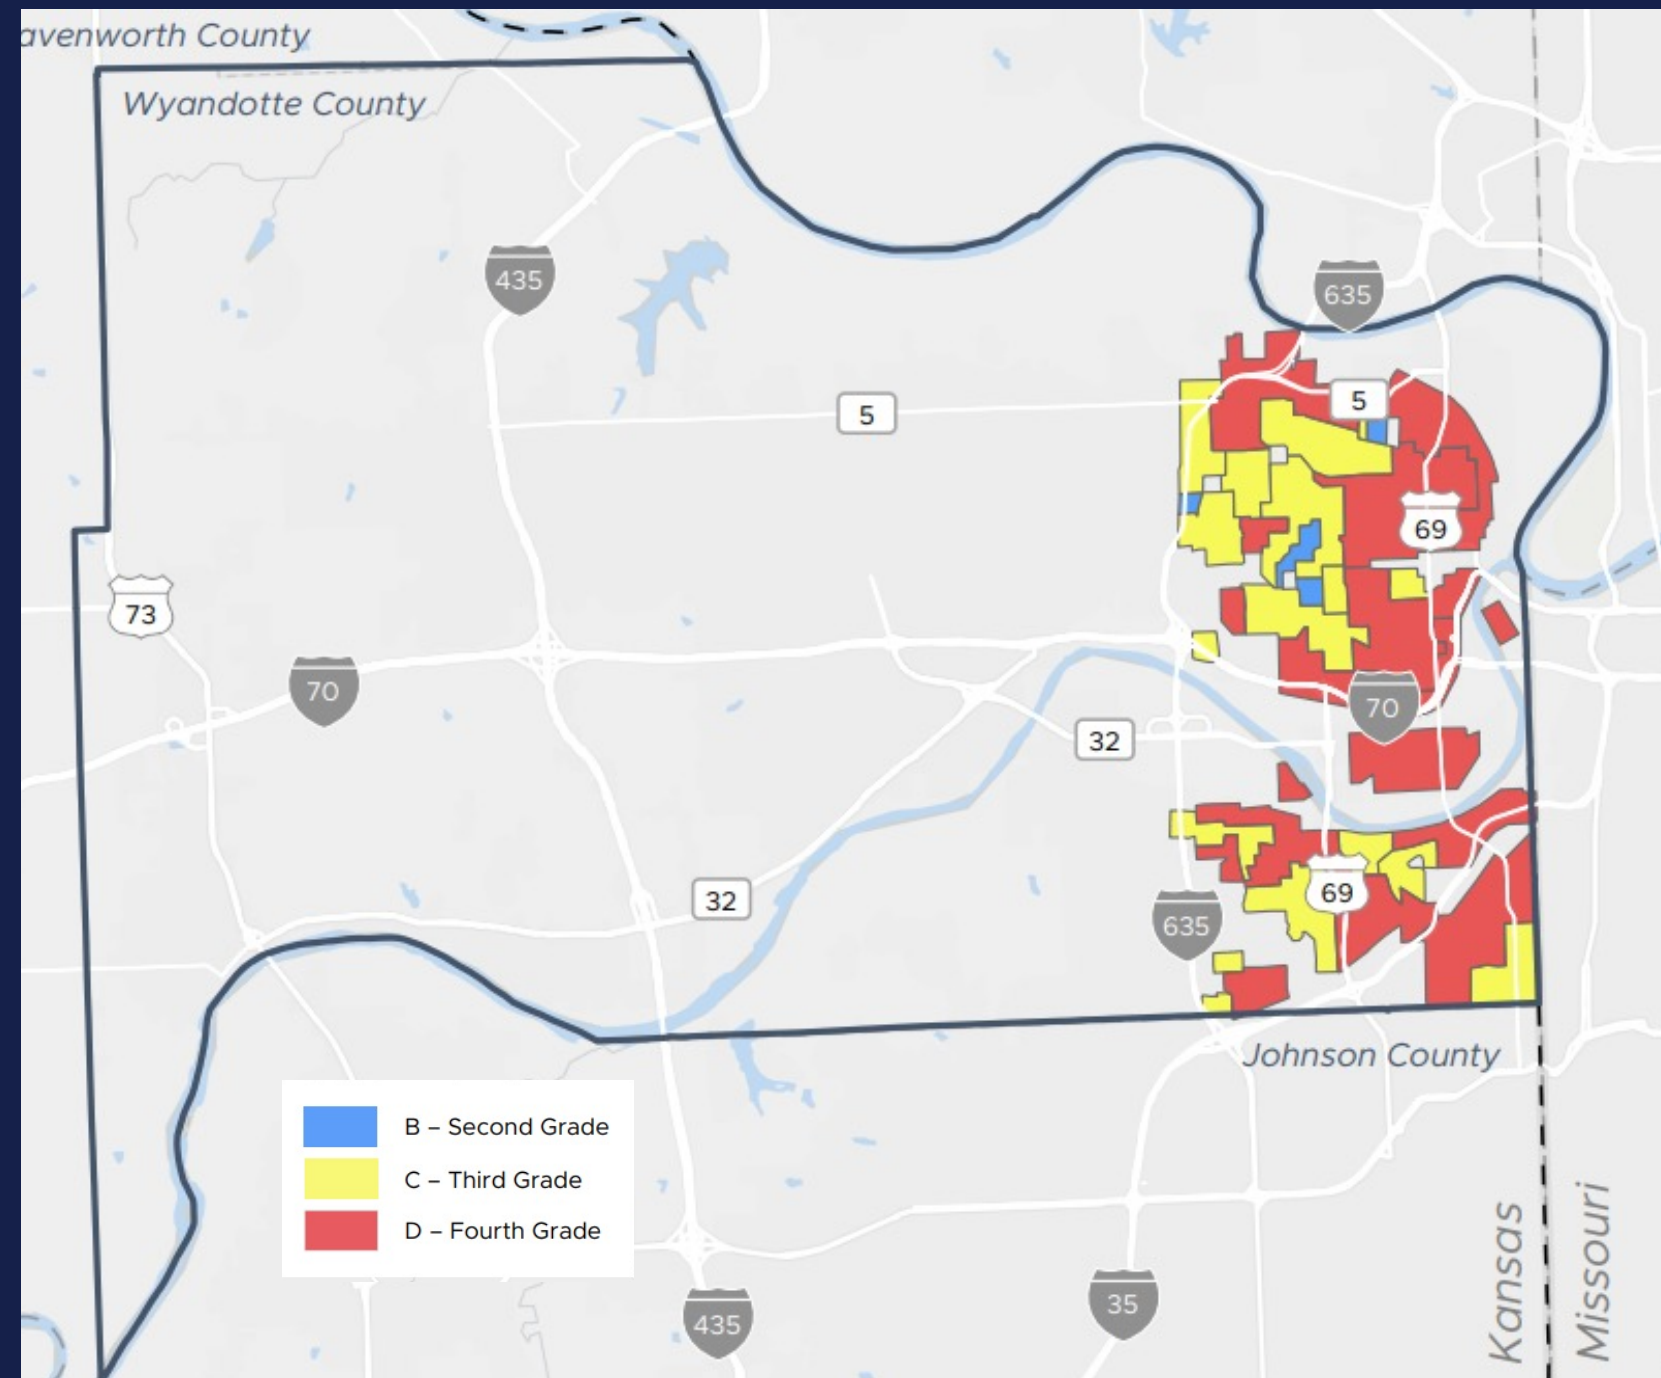 avenworth County
Wyandotte County
435
635
5
5
69
73
70
70
32
32
69
635
Johnson County
B – Second Grade
C – Third Grade
D – Fourth Grade
Kansas
Missouri
35
435